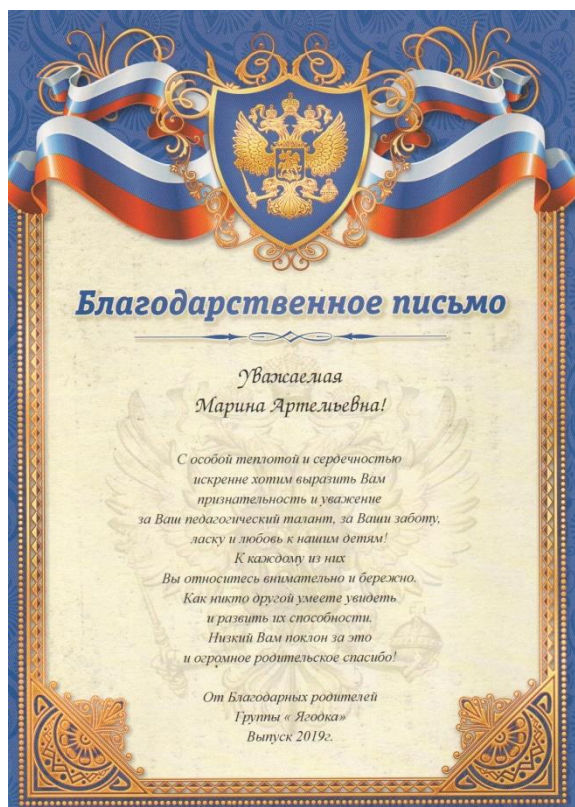 Благодарственное письмо
Уважаемая
Марина Артемьевна!
С особой теплотой и сердечностью
искренне хотим выразить Вам
признательность и уважение
за Ваш педагогический талант, за Ваши заботу,
ласку и любовь к нашим детям!
К каждому из них
Вы относитесь внимательно и бережно.
Как никто другой умеете увидеть
и развить их способности.
Низкий Вам поклон за это
и огромное родительское спасибо!
От Благодарных родителей
Группы « Ягодка»
Выпуск 2019г.